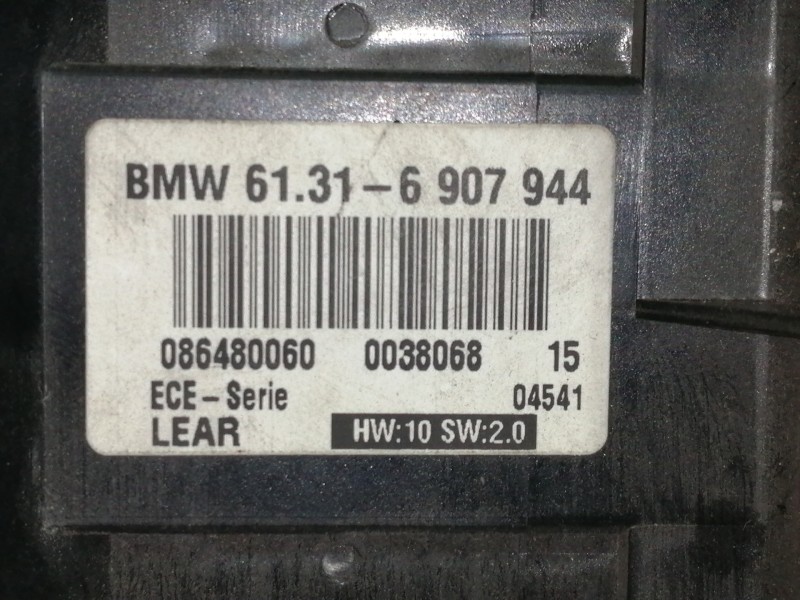 BMW 61.31-6 907 944
086480060 0038068 15
ECE-Serie 04541
LEAR HW:10 SW:2.0